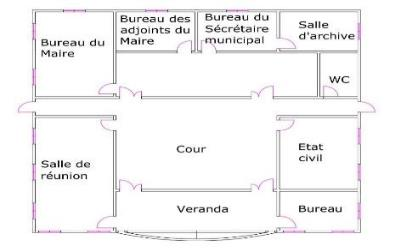 Bureau du
Maire
Bureau des
adjoints du
Maire
Bureau du
Sécrétaire
municipal
Salle
d'archive
WC
Cour
Etat
civil
Salle de
réunion
Veranda
Bureau